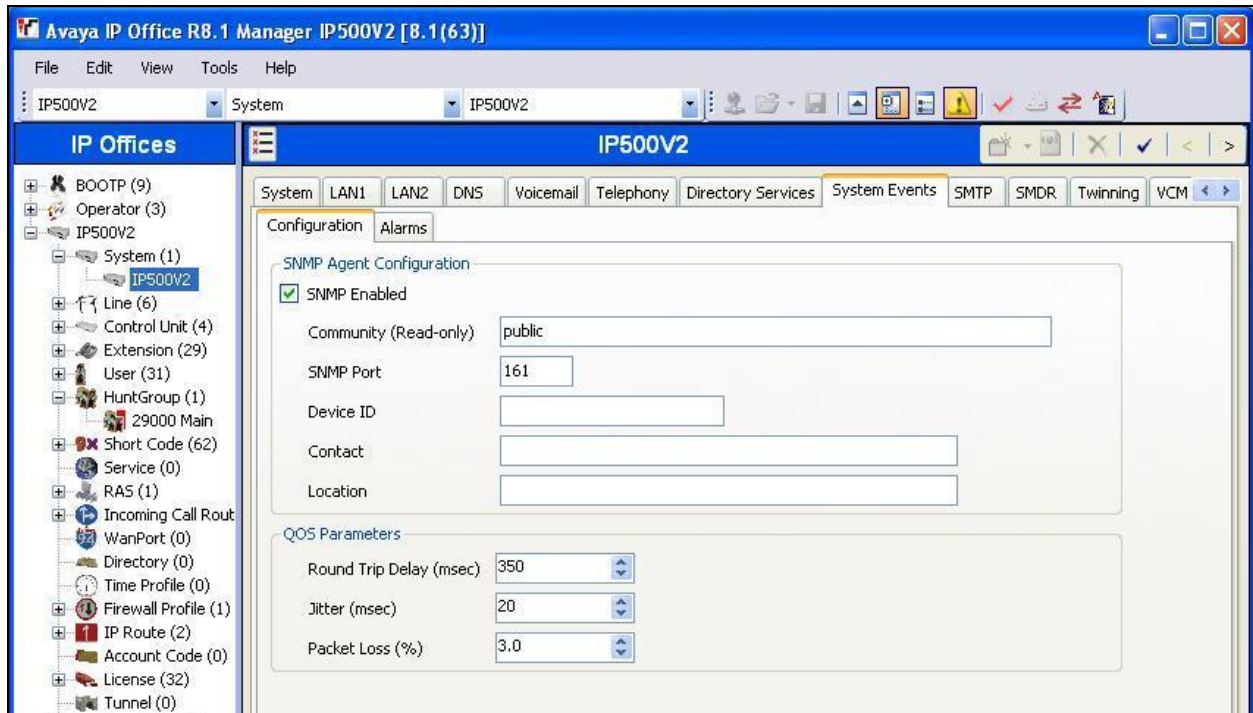 Avaya IP Office R8.1 Manager IP500V2 [8.1(63)]
File Edit View Tools Help
IP500V2 System IP500V2
IP Offices
IP500V2
BOOTP (9)
Operator (3)
IP500V2
System (1)
IP500V2
Line (6)
Control Unit (4)
Extension (29)
User (31)
HuntGroup (1)
29000 Main
Short Code (62)
Service (0)
RAS (1)
Incoming Call Rout
WanPort (0)
Directory (0)
Time Profile (0)
Firewall Profile (1)
IP Route (2)
Account Code (0)
License (32)
Tunnel (0)
System LAN1 LAN2 DNS Voicemail Telephony Directory Services System Events SMTP SMDR Twinning VCM
Configuration Alarms
SNMP Agent Configuration
SNMP Enabled
Community (Read-only) public
SNMP Port 161
Device ID
Contact
Location
QOS Parameters
Round Trip Delay (msec) 350
Jitter (msec) 20
Packet Loss (%) 3.0